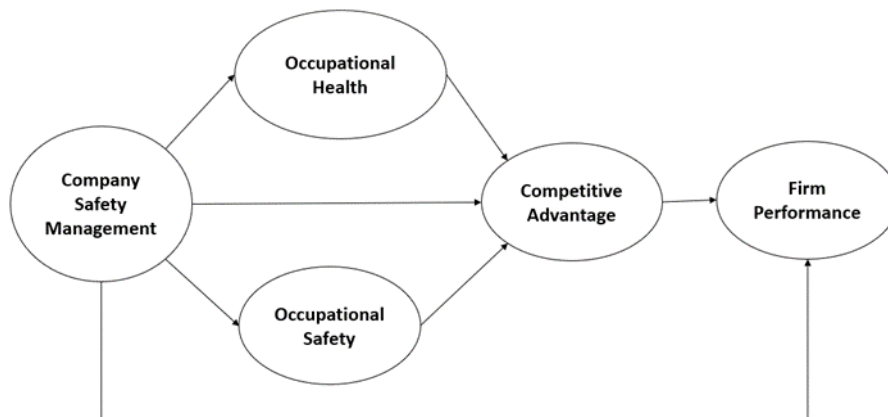 Occupational
Health
Company
Safety
Management
Competitive
Advantage
Firm
Performance
Occupational
Safety